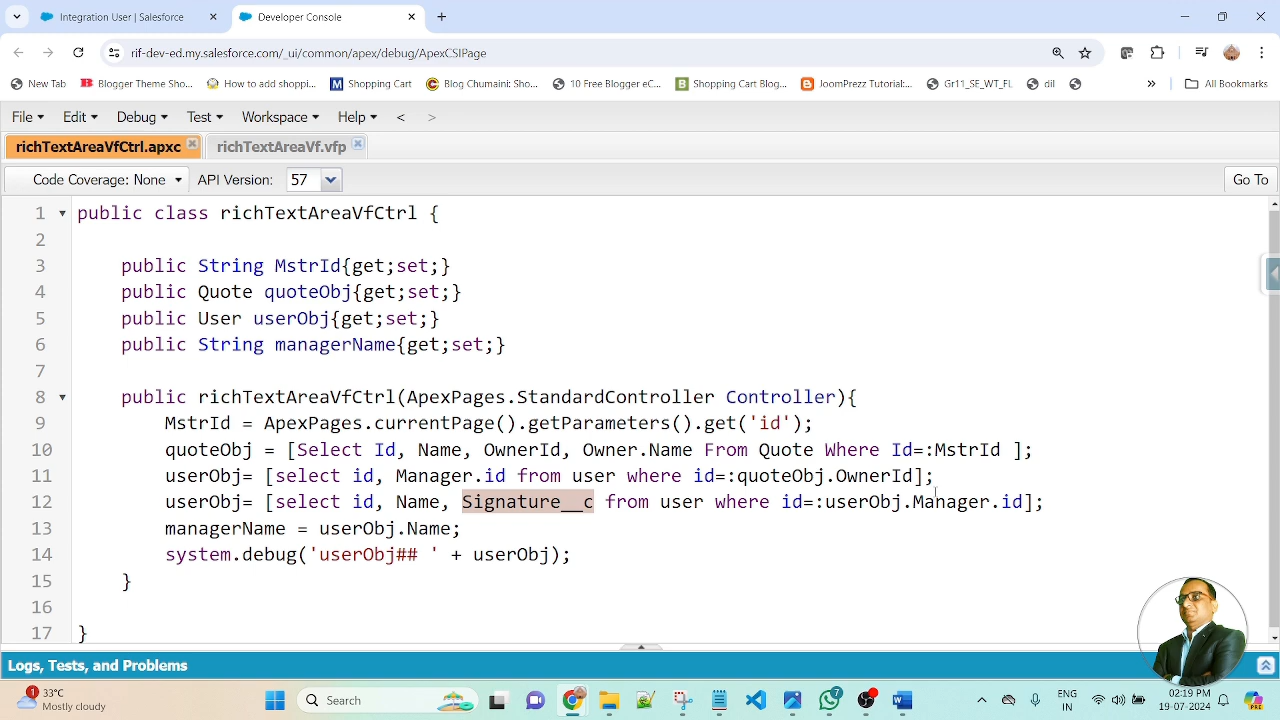 Integration User | Salesforce
Developer Console
rif-dev-ed.my.salesforce.com/_ui/common/apex/debug/ApexCSIPage
New Tab
Blogger Theme Sho...
How to add shoppi...
Shopping Cart
Blog Chumaini: Sho...
10 Free Blogger eC...
Shopping Cart Blog...
JoomPrezz Tutorial:...
Gr11_SE_WT_FL
dil
All Bookmarks
File Edit Debug Test Workspace Help < >
richTextAreaVfCtrl.apxc
richTextAreaVf.vfp
Code Coverage: None API Version: 57 Go To
1 public class richTextAreaVfCtrl {
2
3 public String MstrId{get;set;}
4 public Quote quoteObj{get;set;}
5 public User userObj{get;set;}
6 public String managerName{get;set;}
7
8 public richTextAreaVfCtrl(ApexPages.StandardController Controller){
9 MstrId = ApexPages.currentPage().getParameters().get('id');
10 quoteObj = [Select Id, Name, OwnerId, Owner.Name From Quote Where Id=:MstrId ];
11 userObj= [select id, Manager.id from user where id=:quoteObj.OwnerId];
12 userObj= [select id, Name, Signature__c from user where id=:userObj.Manager.id];
13 managerName = userObj.Name;
14 system.debug('userObj## ' + userObj);
15 }
16
17 }
Logs, Tests, and Problems
1
33°C
Mostly cloudy
Search
7
ENG
IN
02:19 PM
19-07-2024